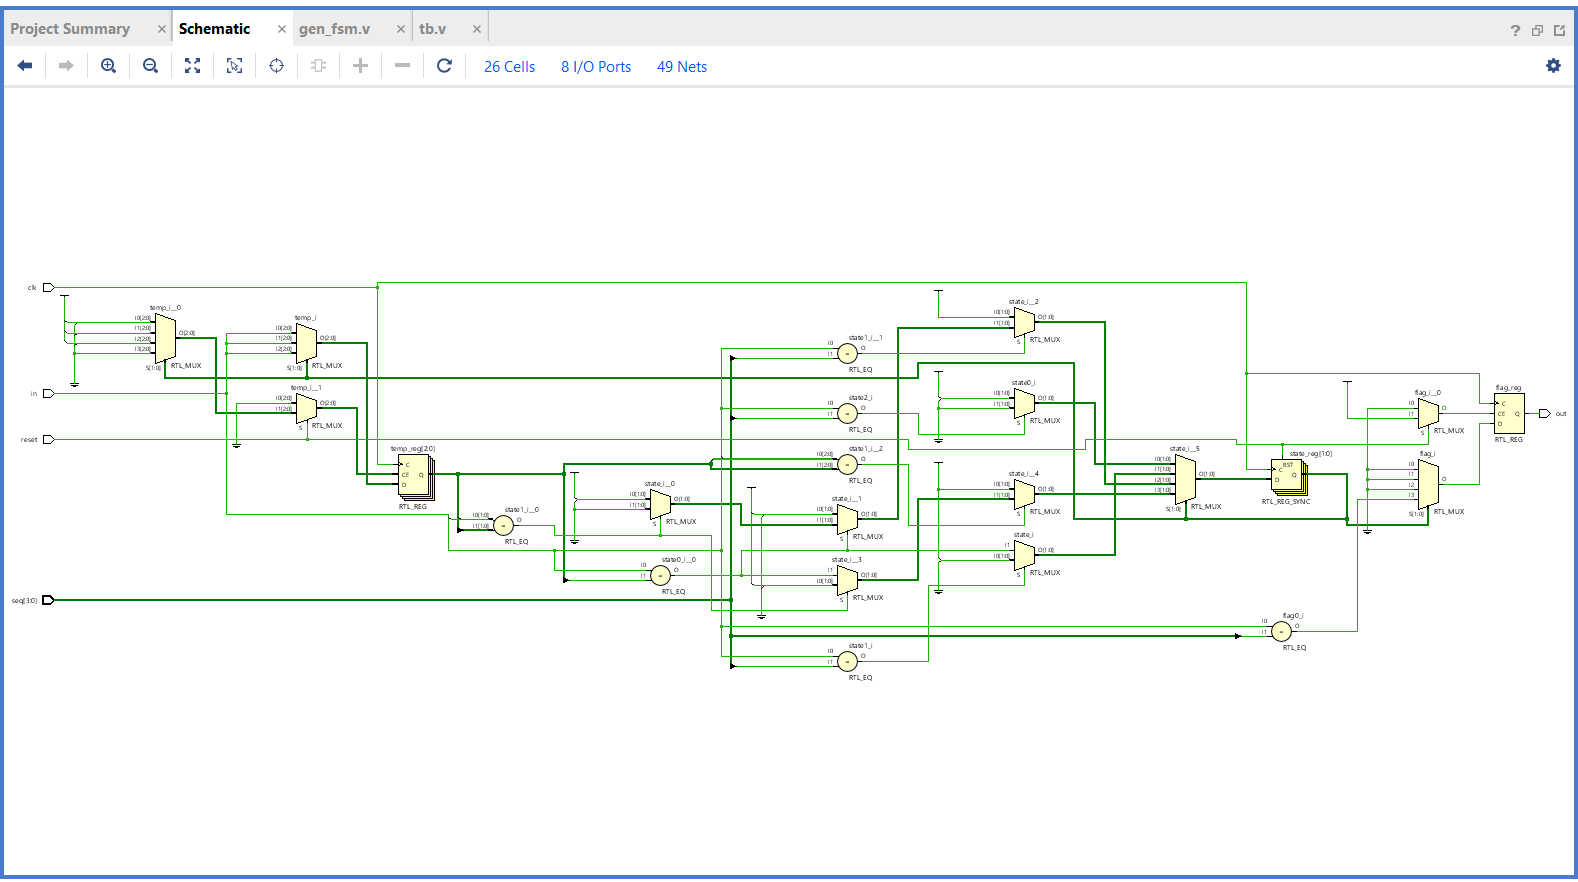 Project Summary × Schematic × gen_fsm.v × tb.v ×
?
26 Cells 8 I/O Ports 49 Nets
clk
in
reset
seq[3:0]
temp_i__0
I0[2:0]
I1[2:0]
I2[2:0]
I3[2:0]
O[2:0]
S[1:0]
RTL_MUX
temp_i
I0[2:0]
I1[2:0]
I2[2:0]
O[2:0]
S[1:0]
RTL_MUX
temp_i__1
I0[2:0]
I1[2:0]
O[2:0]
S
RTL_MUX
temp_reg[2:0]
C
CE
D
Q
RTL_REG
state1_i__0
I0[1:0]
I1[1:0]
O
=
RTL_EQ
state_i__0
I0[1:0]
I1[1:0]
O[1:0]
S
RTL_MUX
state0_i__0
I0
I1
O
=
RTL_EQ
state1_i__1
I0
I1
O
=
RTL_EQ
state2_i
I0
I1
O
=
RTL_EQ
state1_i__2
I0[2:0]
I1[2:0]
O
=
RTL_EQ
state_i__1
I0[1:0]
I1[1:0]
O[1:0]
S
RTL_MUX
state_i__3
I1
I0[1:0]
O[1:0]
S
RTL_MUX
state1_i
I0
I1
O
=
RTL_EQ
state_i__2
I0[1:0]
I1[1:0]
O[1:0]
S
RTL_MUX
state0_i
I0[1:0]
I1[1:0]
O[1:0]
S
RTL_MUX
state_i__4
I0[1:0]
I1[1:0]
O[1:0]
S
RTL_MUX
state_i
I1
I0[1:0]
O[1:0]
S
RTL_MUX
state_i__5
I0[1:0]
I1[1:0]
I2[1:0]
I3[1:0]
O[1:0]
S[1:0]
RTL_MUX
state_reg[1:0]
RST
C
D
Q
RTL_REG_SYNC
flag0_i
I0
I1
O
=
RTL_EQ
flag_i__0
I0
I1
O
S
RTL_MUX
flag_i
I0
I1
I2
I3
O
S[1:0]
RTL_MUX
flag_reg
C
CE
D
Q
RTL_REG
out